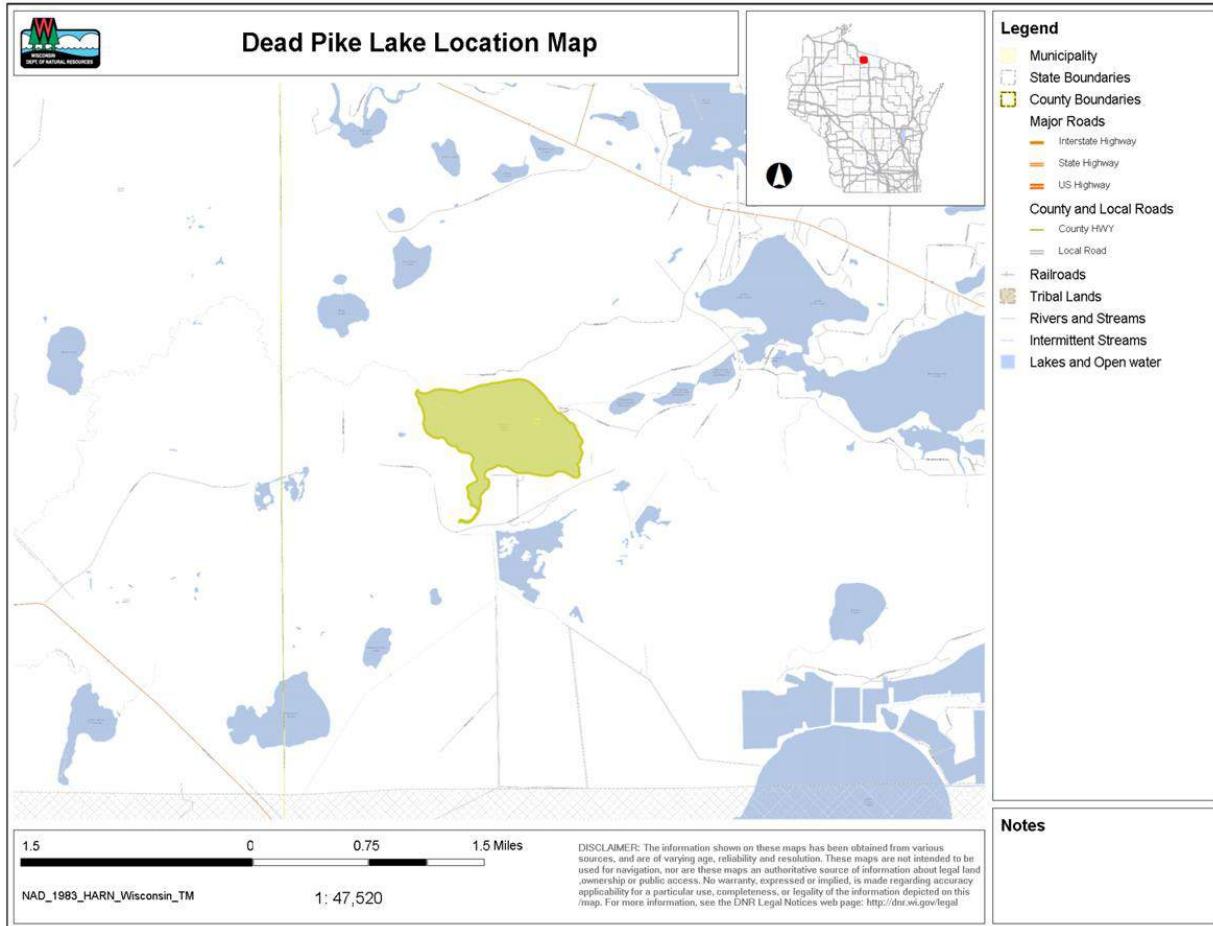 WISCONSIN
DEPT. OF NATURAL RESOURCES
Dead Pike Lake Location Map
Legend
Municipality
State Boundaries
County Boundaries
Major Roads
Interstate Highway
State Highway
US Highway
County and Local Roads
County HWY
Local Road
Railroads
Tribal Lands
Rivers and Streams
Intermittent Streams
Lakes and Open water
Notes
1.5 0 0.75 1.5 Miles
NAD_1983_HARN_Wisconsin_TM
1: 47,520
DISCLAIMER: The information shown on these maps has been obtained from various
sources, and are of varying age, reliability and resolution. These maps are not intended to be
used for navigation, nor are these maps an authoritative source of information about legal land
,ownership or public access. No warranty, expressed or implied, is made regarding accuracy
applicability for a particular use, completeness, or legality of the information depicted on this
/map. For more information, see the DNR Legal Notices web page: http://dnr.wi.gov/legal